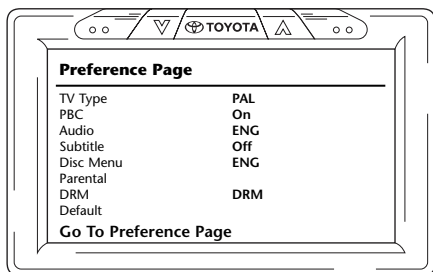 TOYOTA
Preference Page
TV Type PAL
PBC On
Audio ENG
Subtitle Off
Disc Menu ENG
Parental
DRM DRM
Default
Go To Preference Page